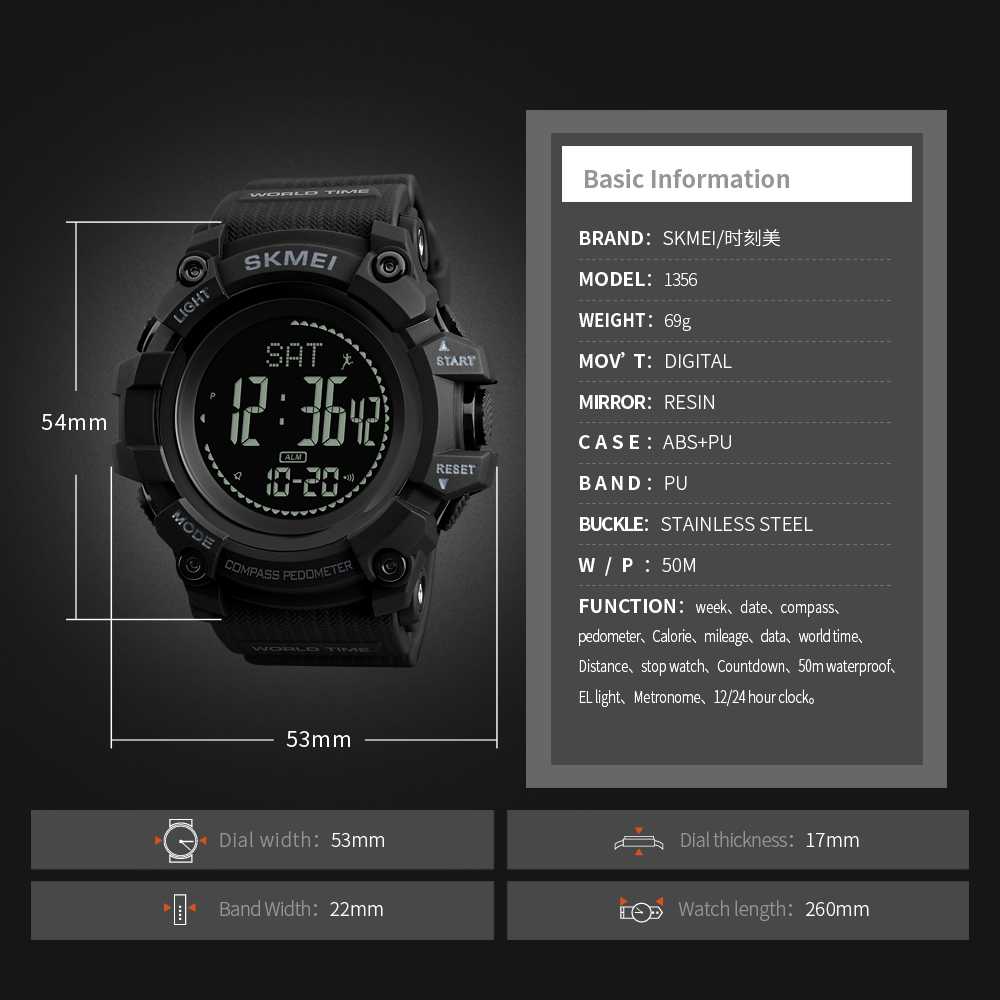 WORLD TIME
SKMEI
LIGHT
START
SAT
P
12:36 42
ALM
10-20
RESET
MODE
COMPASS PEDOMETER
WORLD TIME
54mm
53mm
Basic Information
BRAND： SKMEI/时刻美
MODEL： 1356
WEIGHT： 69g
MOV’T： DIGITAL
MIRROR： RESIN
CASE： ABS+PU
BAND： PU
BUCKLE： STAINLESS STEEL
W/P： 50M
FUNCTION： week、date、compass、
pedometer、Calorie、mileage、data、world time、
Distance、stop watch、Countdown、50m waterproof、
EL light、Metronome、12/24 hour clock。
Dial width： 53mm
Dial thickness： 17mm
Band Width： 22mm
Watch length： 260mm